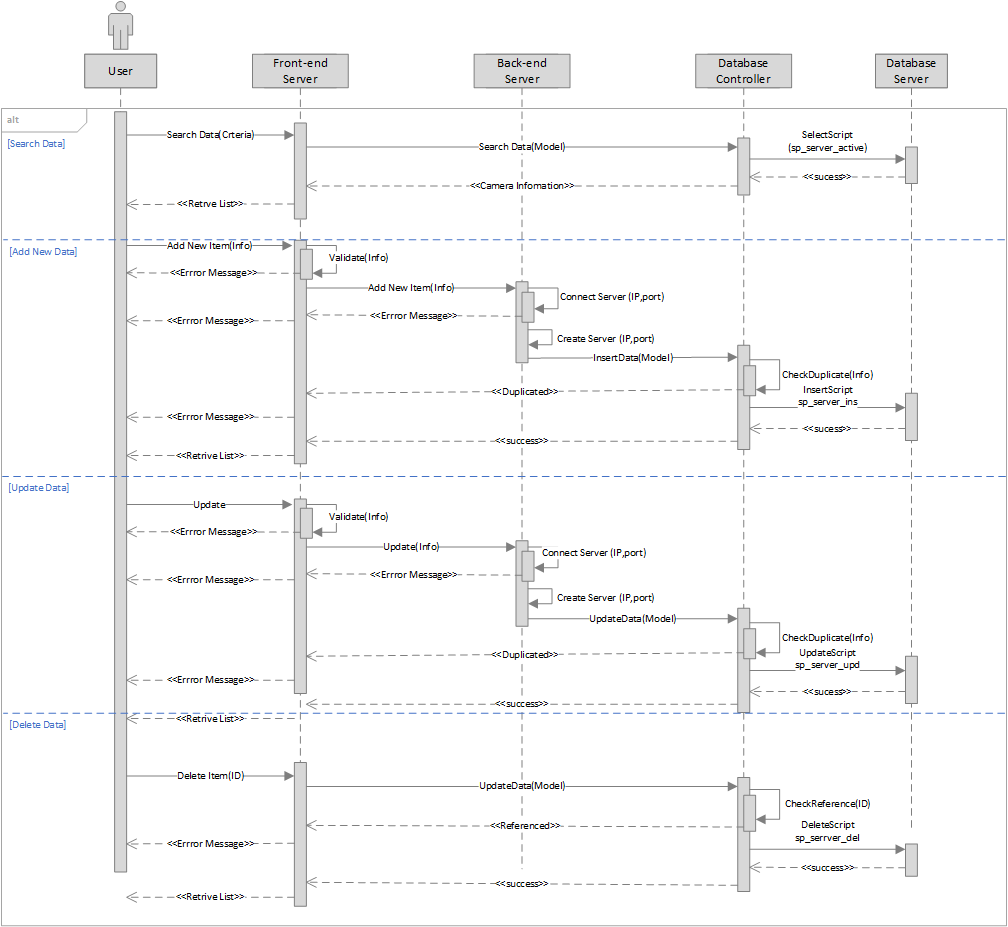 User
Front-end
Server
Back-end
Server
Database
Controller
Database
Server
alt
[Search Data]
Search Data(Crteria)
Search Data(Model)
SelectScript
(sp_server_active)
<<sucess>>
<<Camera Infomation>>
<<Retrve List>>
[Add New Data]
Add New Item(Info)
Validate(Info)
<<Errror Message>>
Add New Item(Info)
Connect Server (IP,port)
<<Errror Message>>
<<Errror Message>>
Create Server (IP,port)
InsertData(Model)
CheckDuplicate(Info)
<<Duplicated>>
InsertScript
sp_server_ins
<<Errror Message>>
<<sucess>>
<<success>>
<<Retrive List>>
[Update Data]
Update
Validate(Info)
<<Errror Message>>
Update(Info)
Connect Server (IP,port)
<<Errror Message>>
<<Errror Message>>
Create Server (IP,port)
UpdateData(Model)
CheckDuplicate(Info)
<<Duplicated>>
UpdateScript
sp_server_upd
<<Errror Message>>
<<success>>
<<success>>
<<Retrive List>>
[Delete Data]
Delete Item(ID)
UpdateData(Model)
CheckReference(ID)
<<Referenced>>
DeleteScript
sp_serrver_del
<<Errror Message>>
<<success>>
<<success>>
<<Retrive List>>